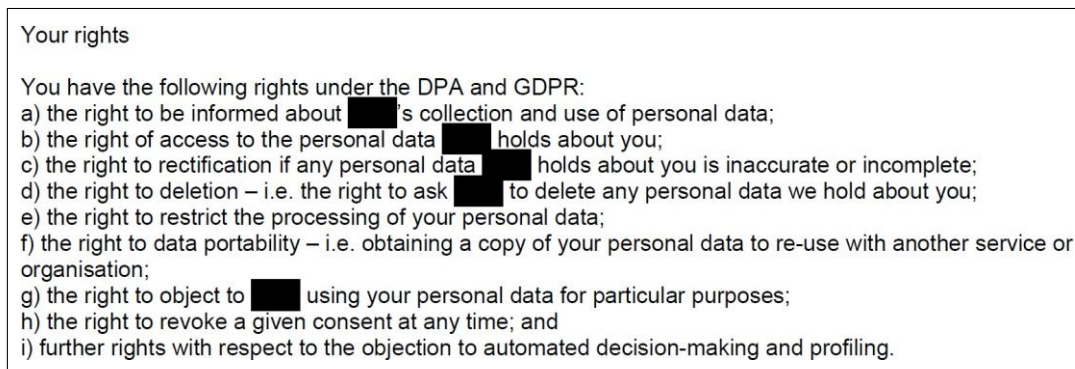 Your rights
You have the following rights under the DPA and GDPR:
a) the right to be informed about 's collection and use of personal data;
b) the right of access to the personal data holds about you;
c) the right to rectification if any personal data holds about you is inaccurate or incomplete;
d) the right to deletion – i.e. the right to ask to delete any personal data we hold about you;
e) the right to restrict the processing of your personal data;
f) the right to data portability – i.e. obtaining a copy of your personal data to re-use with another service or
organisation;
g) the right to object to using your personal data for particular purposes;
h) the right to revoke a given consent at any time; and
i) further rights with respect to the objection to automated decision-making and profiling.